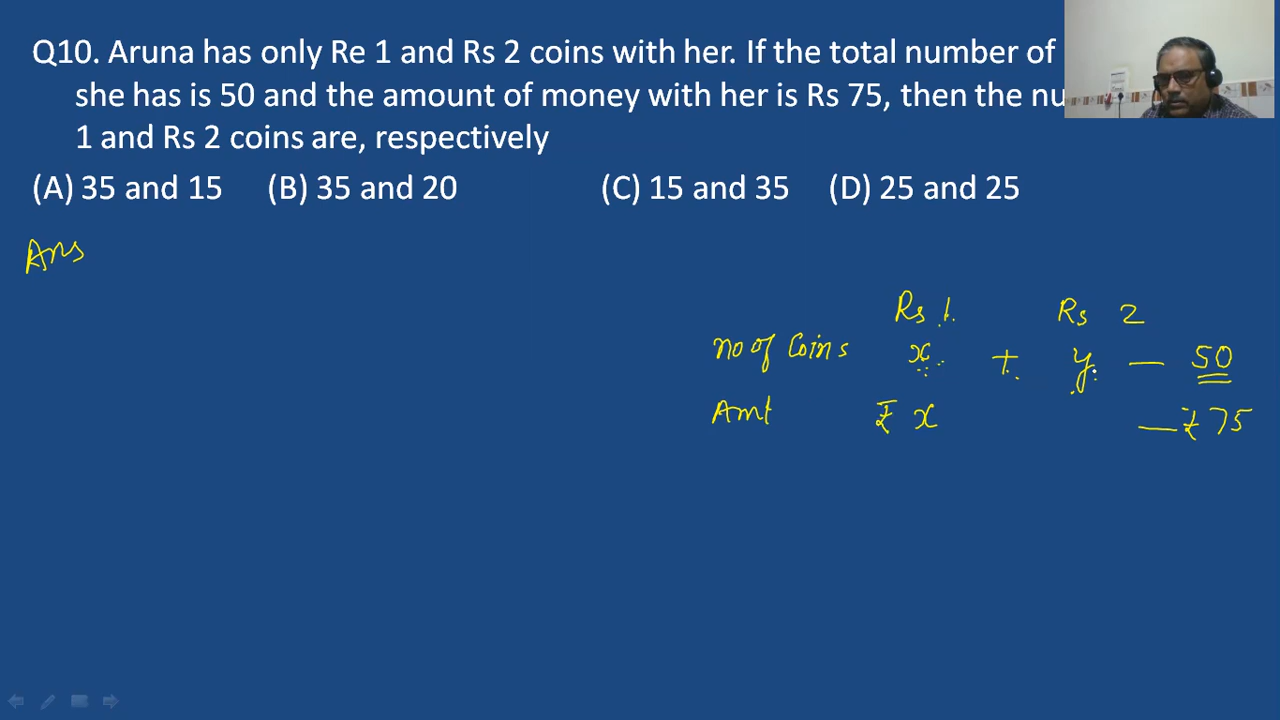 Q10. Aruna has only Re 1 and Rs 2 coins with her. If the total number of
she has is 50 and the amount of money with her is Rs 75, then the nu
1 and Rs 2 coins are, respectively
(A) 35 and 15 (B) 35 and 20 (C) 15 and 35 (D) 25 and 25
Ans
Rs 1 Rs 2
no of Coins x + y — 50
Amt ₹ x — ₹ 75